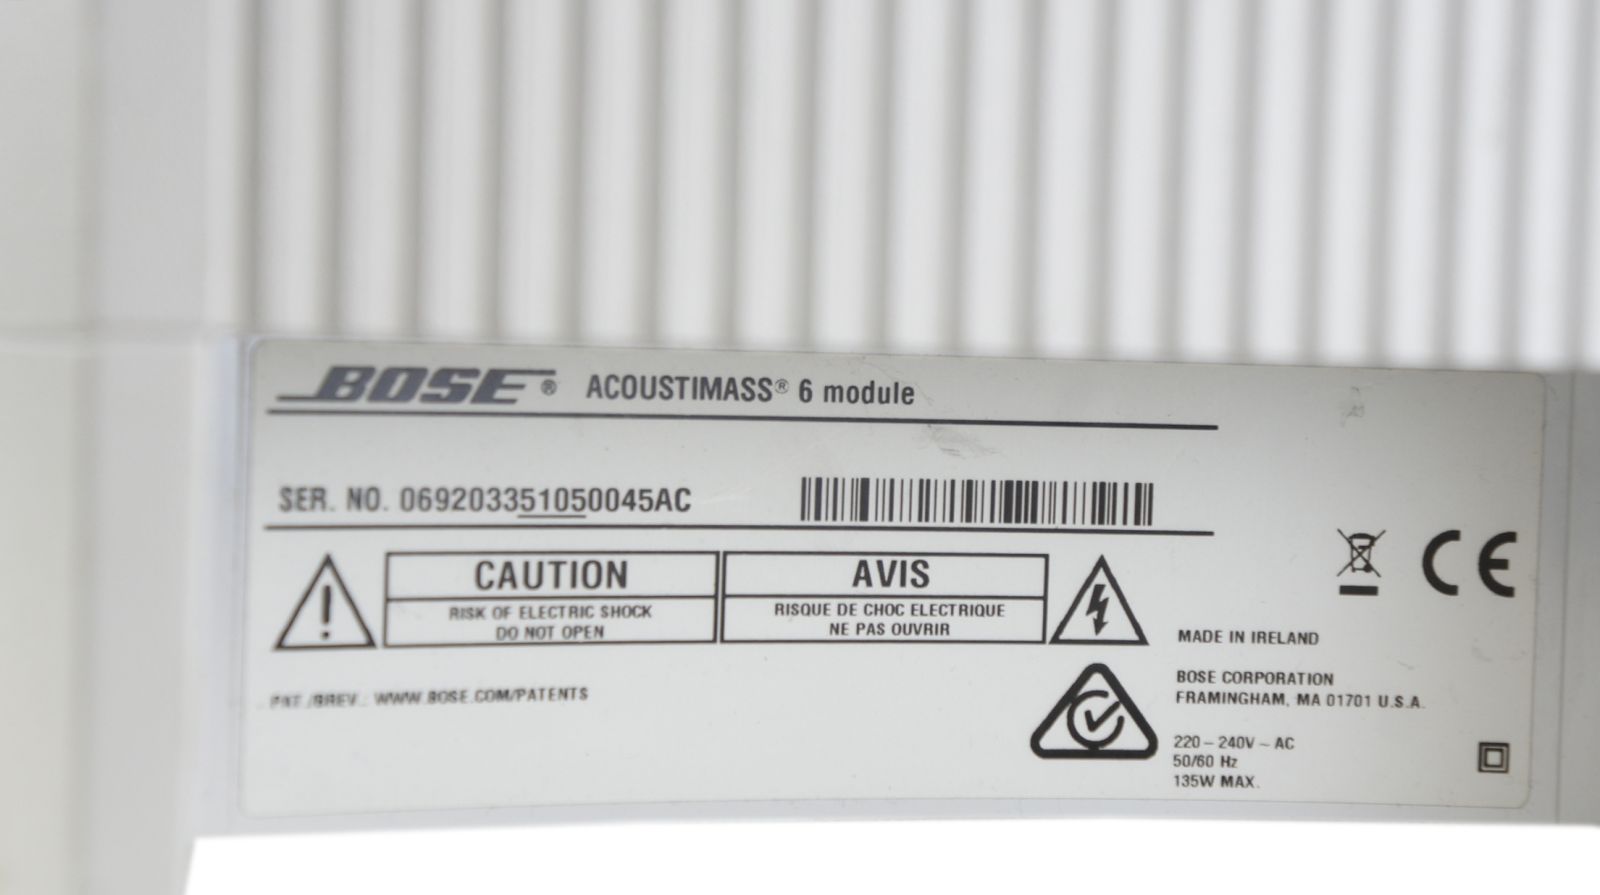 BOSE® ACOUSTIMASS® 6 module
SER. NO. 069203351050045AC
CAUTION
RISK OF ELECTRIC SHOCK
DO NOT OPEN
AVIS
RISQUE DE CHOC ELECTRIQUE
NE PAS OUVRIR
CE
MADE IN IRELAND
PAT./BREV.: WWW.BOSE.COM/PATENTS
BOSE CORPORATION
FRAMINGHAM, MA 01701 U.S.A.
220 – 240V ~ AC
50/60 Hz
135W MAX.